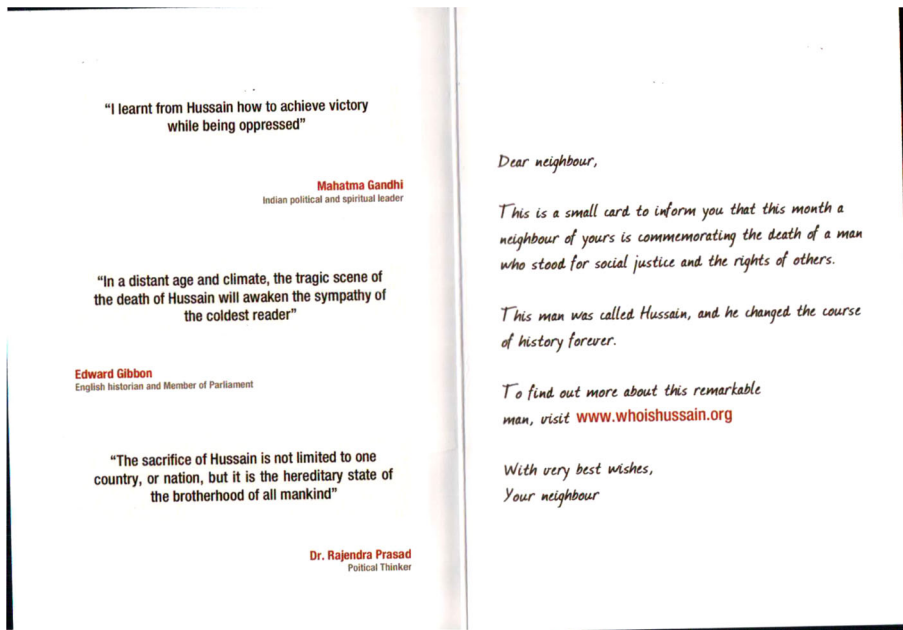 “I learnt from Hussain how to achieve victory
while being oppressed”
Mahatma Gandhi
Indian political and spiritual leader
“In a distant age and climate, the tragic scene of
the death of Hussain will awaken the sympathy of
the coldest reader”
Edward Gibbon
English historian and Member of Parliament
“The sacrifice of Hussain is not limited to one
country, or nation, but it is the hereditary state of
the brotherhood of all mankind”
Dr. Rajendra Prasad
Poitical Thinker
Dear neighbour,
This is a small card to inform you that this month a
neighbour of yours is commemorating the death of a man
who stood for social justice and the rights of others.
This man was called Hussain, and he changed the course
of history forever.
To find out more about this remarkable
man, visit www.whoishussain.org
With very best wishes,
Your neighbour